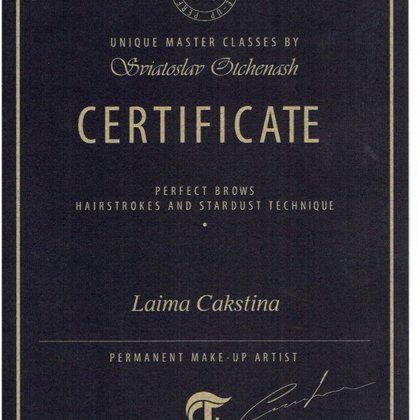 UNIQUE MASTER CLASSES BY
Sviatoslav Otchenash
CERTIFICATE
PERFECT BROWS
HAIRSTROKES AND STARDUST TECHNIQUE
Laima Cakstina
PERMANENT MAKE-UP ARTIST